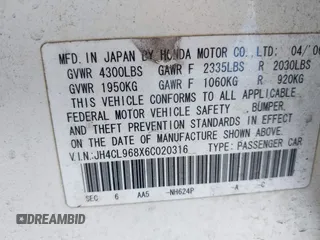 MFD. IN JAPAN BY HONDA MOTOR CO., LTD. 04/06
GVWR 4300LBS GAWR F 2335LBS R 2030LBS
GVWR 1950KG GAWR F 1060KG R 920KG
THIS VEHICLE CONFORMS TO ALL APPLICABLE
FEDERAL MOTOR VEHICLE SAFETY, BUMPER,
AND THEFT PREVENTION STANDARDS IN EFFECT
ON THE DATE OF MANUFACTURE SHOWN ABOVE.
V.I.N:JH4CL968X6C020316 TYPE: PASSENGER CAR
SEC 6 AA5 -NH624P -A -C
BidFax